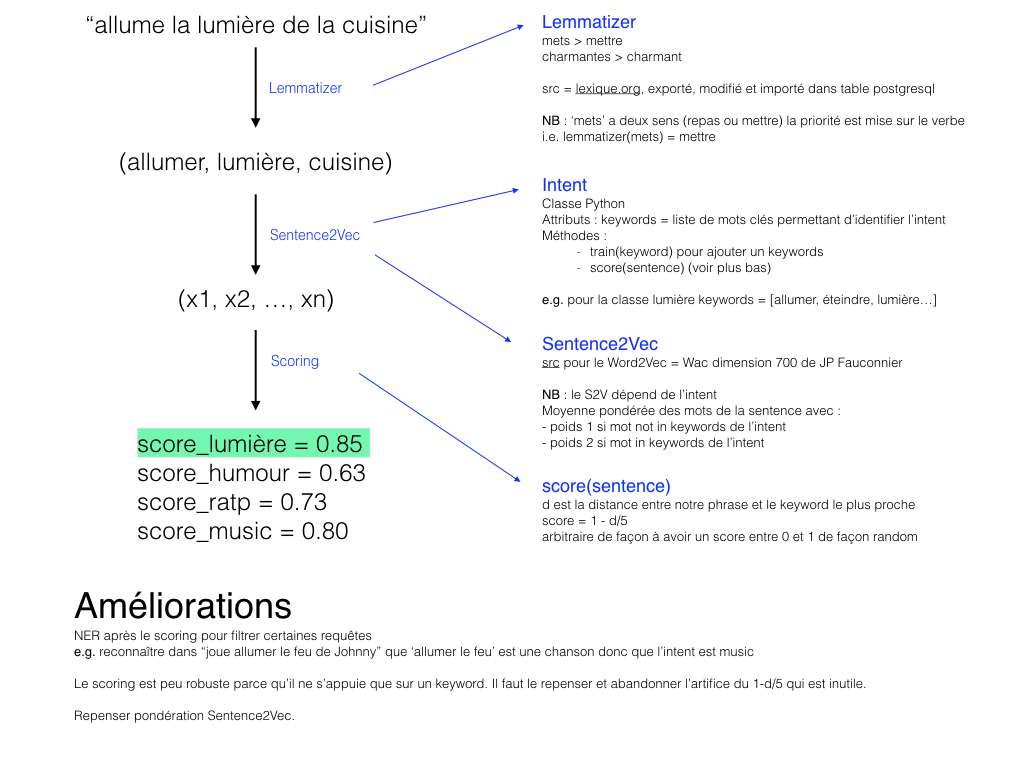 “allume la lumière de la cuisine”
Lemmatizer
(allumer, lumière, cuisine)
Sentence2Vec
(x1, x2, …, xn)
Scoring
score_lumière = 0.85
score_humour = 0.63
score_ratp = 0.73
score_music = 0.80
Lemmatizer
mets > mettre
charmantes > charmant
src = lexique.org, exporté, modifié et importé dans table postgresql
NB : ‘mets’ a deux sens (repas ou mettre) la priorité est mise sur le verbe
i.e. lemmatizer(mets) = mettre
Intent
Classe Python
Attributs : keywords = liste de mots clés permettant d’identifier l’intent
Méthodes :
- train(keyword) pour ajouter un keywords
- score(sentence) (voir plus bas)
e.g. pour la classe lumière keywords = [allumer, éteindre, lumière…]
Sentence2Vec
src pour le Word2Vec = Wac dimension 700 de JP Fauconnier
NB : le S2V dépend de l’intent
Moyenne pondérée des mots de la sentence avec :
- poids 1 si mot not in keywords de l’intent
- poids 2 si mot in keywords de l’intent
score(sentence)
d est la distance entre notre phrase et le keyword le plus proche
score = 1 - d/5
arbitraire de façon à avoir un score entre 0 et 1 de façon random
Améliorations
NER après le scoring pour filtrer certaines requêtes
e.g. reconnaître dans “joue allumer le feu de Johnny” que ‘allumer le feu’ est une chanson donc que l’intent est music
Le scoring est peu robuste parce qu’il ne s’appuie que sur un keyword. Il faut le repenser et abandonner l’artifice du 1-d/5 qui est inutile.
Repenser pondération Sentence2Vec.